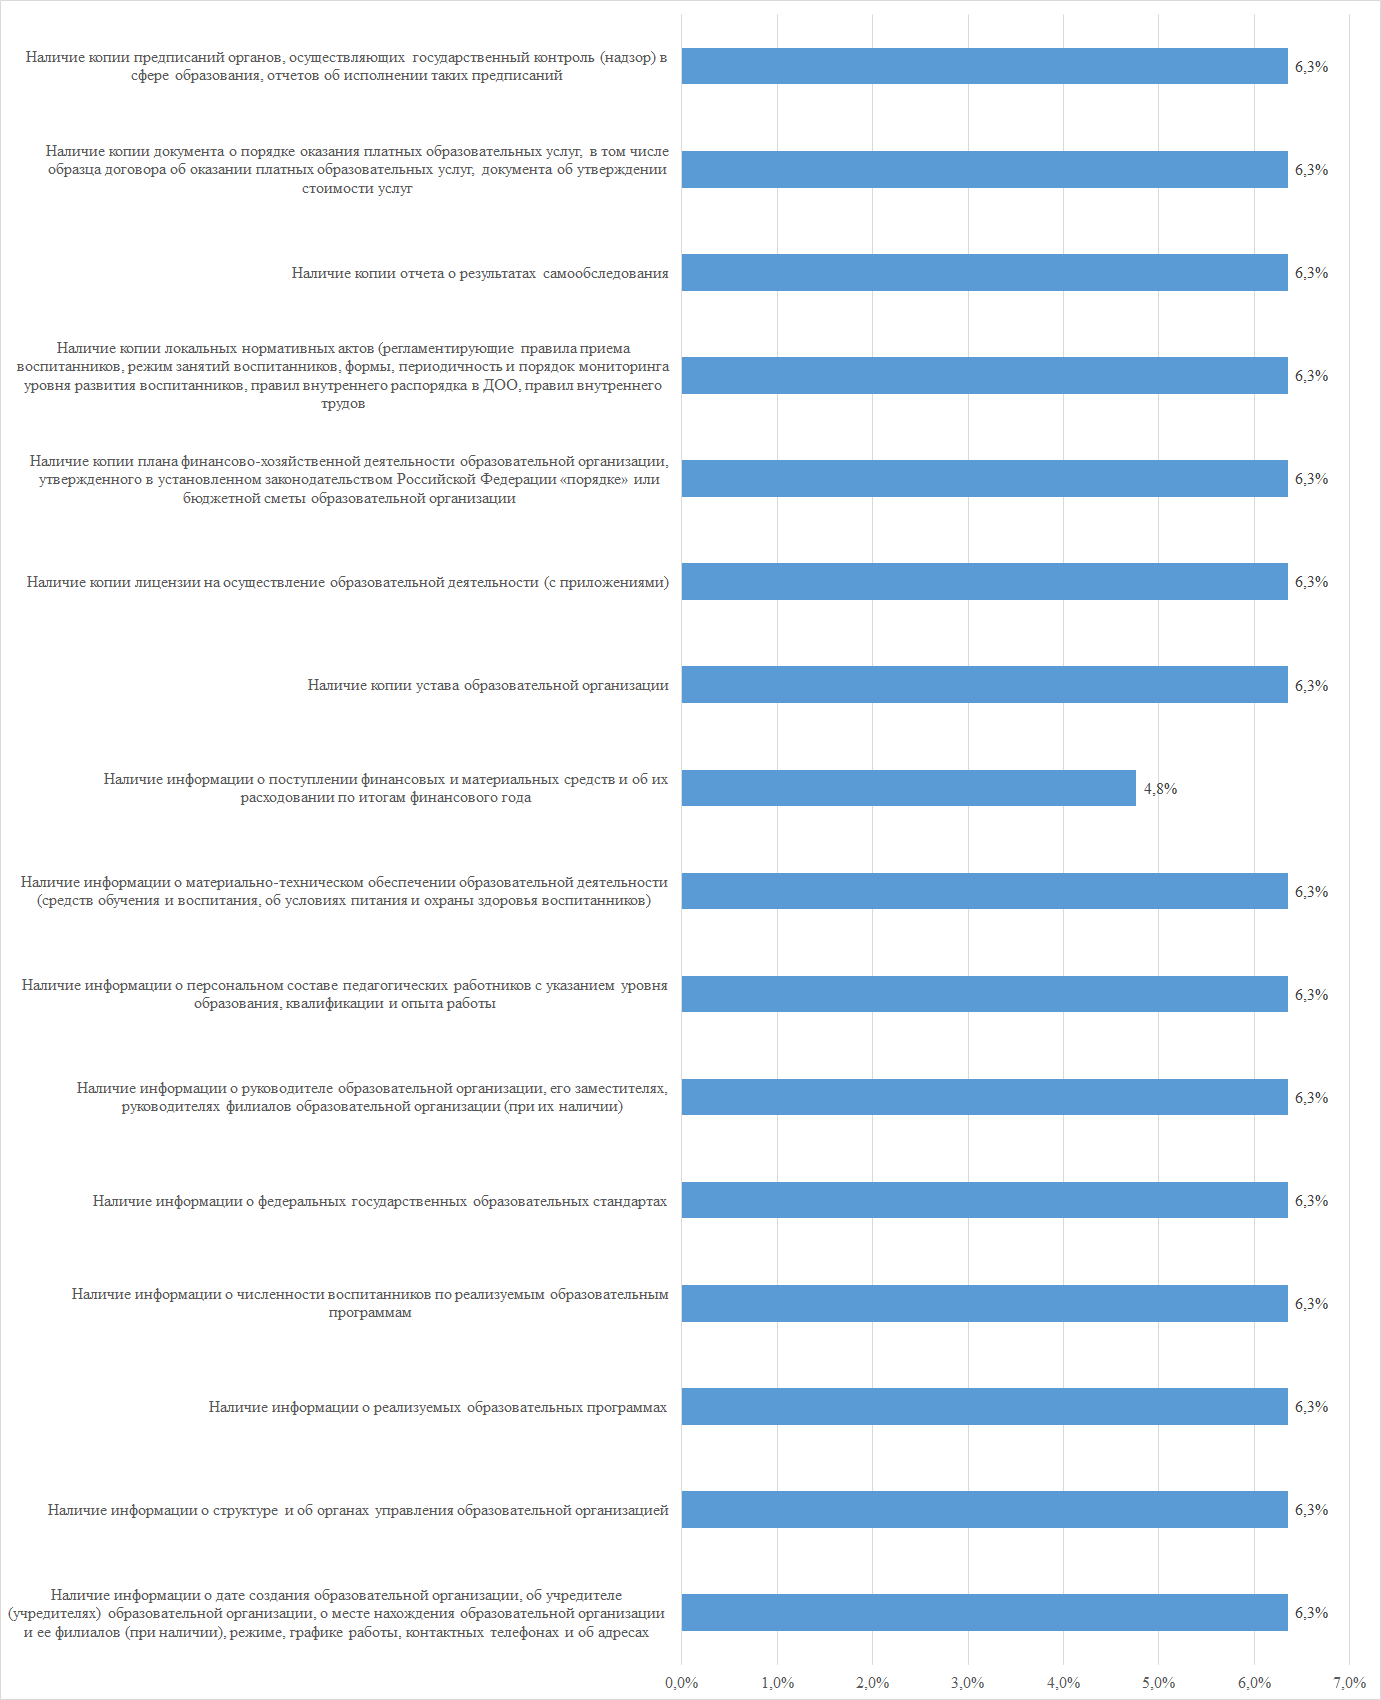 Наличие копии предписаний органов, осуществляющих государственный контроль (надзор) в
сфере образования, отчетов об исполнении таких предписаний
6,3%
Наличие копии документа о порядке оказания платных образовательных услуг, в том числе
образца договора об оказании платных образовательных услуг, документа об утверждении
стоимости услуг
6,3%
Наличие копии отчета о результатах самообследования
6,3%
Наличие копии локальных нормативных актов (регламентирующие правила приема
воспитанников, режим занятий воспитанников, формы, периодичность и порядок мониторинга
уровня развития воспитанников, правил внутреннего распорядка в ДОО, правил внутреннего
трудов
6,3%
Наличие копии плана финансово-хозяйственной деятельности образовательной организации,
утвержденного в установленном законодательством Российской Федерации «порядке» или
бюджетной сметы образовательной организации
6,3%
Наличие копии лицензии на осуществление образовательной деятельности (с приложениями)
6,3%
Наличие копии устава образовательной организации
6,3%
Наличие информации о поступлении финансовых и материальных средств и об их
расходовании по итогам финансового года
4,8%
Наличие информации о материально-техническом обеспечении образовательной деятельности
(средств обучения и воспитания, об условиях питания и охраны здоровья воспитанников)
6,3%
Наличие информации о персональном составе педагогических работников с указанием уровня
образования, квалификации и опыта работы
6,3%
Наличие информации о руководителе образовательной организации, его заместителях,
руководителях филиалов образовательной организации (при их наличии)
6,3%
Наличие информации о федеральных государственных образовательных стандартах
6,3%
Наличие информации о численности воспитанников по реализуемым образовательным
программам
6,3%
Наличие информации о реализуемых образовательных программах
6,3%
Наличие информации о структуре и об органах управления образовательной организацией
6,3%
Наличие информации о дате создания образовательной организации, об учредителе
(учредителях) образовательной организации, о месте нахождения образовательной организации
и ее филиалов (при наличии), режиме, графике работы, контактных телефонах и об адресах
6,3%
0,0% 1,0% 2,0% 3,0% 4,0% 5,0% 6,0% 7,0%